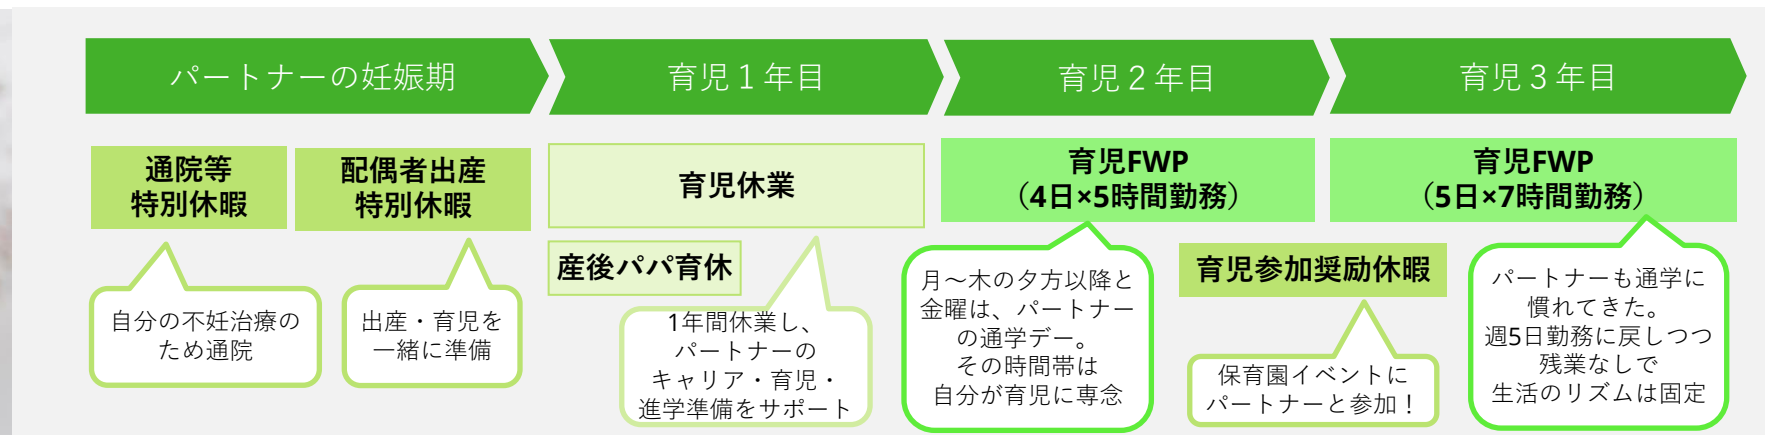 パートナーの妊娠期
育児１年目
育児２年目
育児３年目
通院等
特別休暇
配偶者出産
特別休暇
育児休業
産後パパ育休
育児FWP
（4日×5時間勤務）
育児FWP
（5日×7時間勤務）
育児参加奨励休暇
自分の不妊治療の
ため通院
出産・育児を
一緒に準備
1年間休業し、
パートナーの
キャリア・育児・
進学準備をサポート
月～木の夕方以降と
金曜は、パートナー
の通学デー。
その時間帯は
自分が育児に専念
保育園イベントに
パートナーと参加！
パートナーも通学に
慣れてきた。
週5日勤務に戻しつつ
残業なしで
生活のリズムは固定